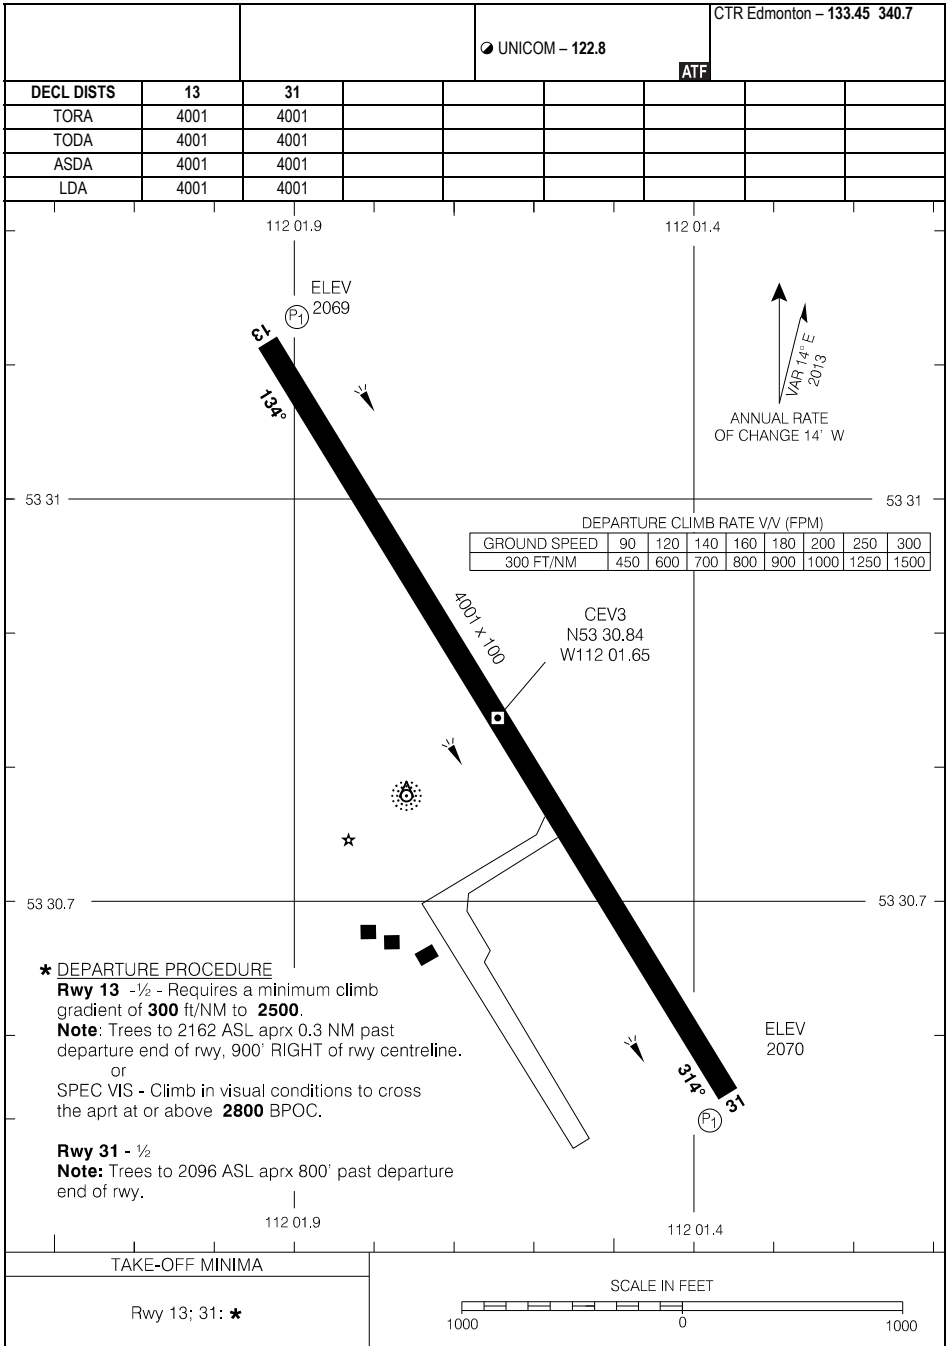 CTR Edmonton – 133.45 340.7
UNICOM – 122.8
ATF
DECL DISTS 13 31
TORA 4001 4001
TODA 4001 4001
ASDA 4001 4001
LDA 4001 4001
112 01.9 112 01.4
ELEV
2069
P1
13
134°
VAR 14° E
2013
ANNUAL RATE
OF CHANGE 14' W
53 31 53 31
DEPARTURE CLIMB RATE V/V (FPM)
GROUND SPEED 90 120 140 160 180 200 250 300
300 FT/NM 450 600 700 800 900 1000 1250 1500
4001 x 100
CEV3
N53 30.84
W112 01.65
53 30.7 53 30.7
* DEPARTURE PROCEDURE
Rwy 13 -½ - Requires a minimum climb
gradient of 300 ft/NM to 2500.
Note: Trees to 2162 ASL aprx 0.3 NM past
departure end of rwy, 900' RIGHT of rwy centreline.
or
SPEC VIS - Climb in visual conditions to cross
the aprt at or above 2800 BPOC.
Rwy 31 - ½
Note: Trees to 2096 ASL aprx 800' past departure
end of rwy.
ELEV
2070
314°
31
P1
112 01.9 112 01.4
TAKE-OFF MINIMA
Rwy 13; 31: *
SCALE IN FEET
1000 0 1000